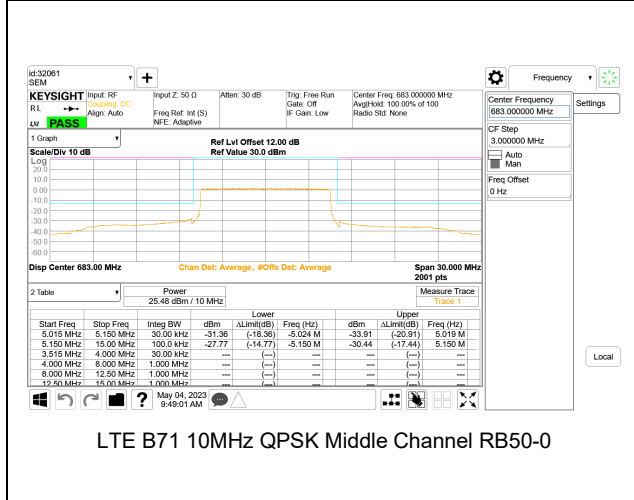 id:32061
SEM
+
Frequency
KEYSIGHT Input: RF Input Z: 50 Ω Atten: 30 dB Trig: Free Run Center Freq: 683.000000 MHz
RL Coupling: DC Gate: Off Avg|Hold: 100.00% of 100
Align: Auto Freq Ref: Int (S) IF Gain: Low Radio Std: None
LXI PASS NFE: Adaptive
Center Frequency
683.000000 MHz
Settings
CF Step
3.000000 MHz
Auto
Man
Freq Offset
0 Hz
Local
1 Graph
Ref Lvl Offset 12.00 dB
Scale/Div 10 dB Ref Value 30.0 dBm
Log
20.0
10.0
0.00
-10.0
-20.0
-30.0
-40.0
-50.0
-60.0
Disp Center 683.00 MHz Chan Det: Average, #Offs Det: Average Span 30.000 MHz
2001 pts
2 Table Power Measure Trace
25.48 dBm / 10 MHz Trace 1
Lower Upper
Start Freq Stop Freq Integ BW dBm ΔLimit(dB) Freq (Hz) dBm ΔLimit(dB) Freq (Hz)
5.015 MHz 5.150 MHz 30.00 kHz -31.36 (-18.36) -5.024 M -33.91 (-20.91) 5.019 M
5.150 MHz 15.00 MHz 100.0 kHz -27.77 (-14.77) -5.150 M -30.44 (-17.44) 5.150 M
3.515 MHz 4.000 MHz 30.00 kHz --- (---) --- --- (---) ---
4.000 MHz 8.000 MHz 1.000 MHz --- (---) --- --- (---) ---
8.000 MHz 12.50 MHz 1.000 MHz --- (---) --- --- (---) ---
12.50 MHz 15.00 MHz 1.000 MHz --- (---) --- --- (---) ---
? May 04, 2023
9:49:01 AM
LTE B71 10MHz QPSK Middle Channel RB50-0